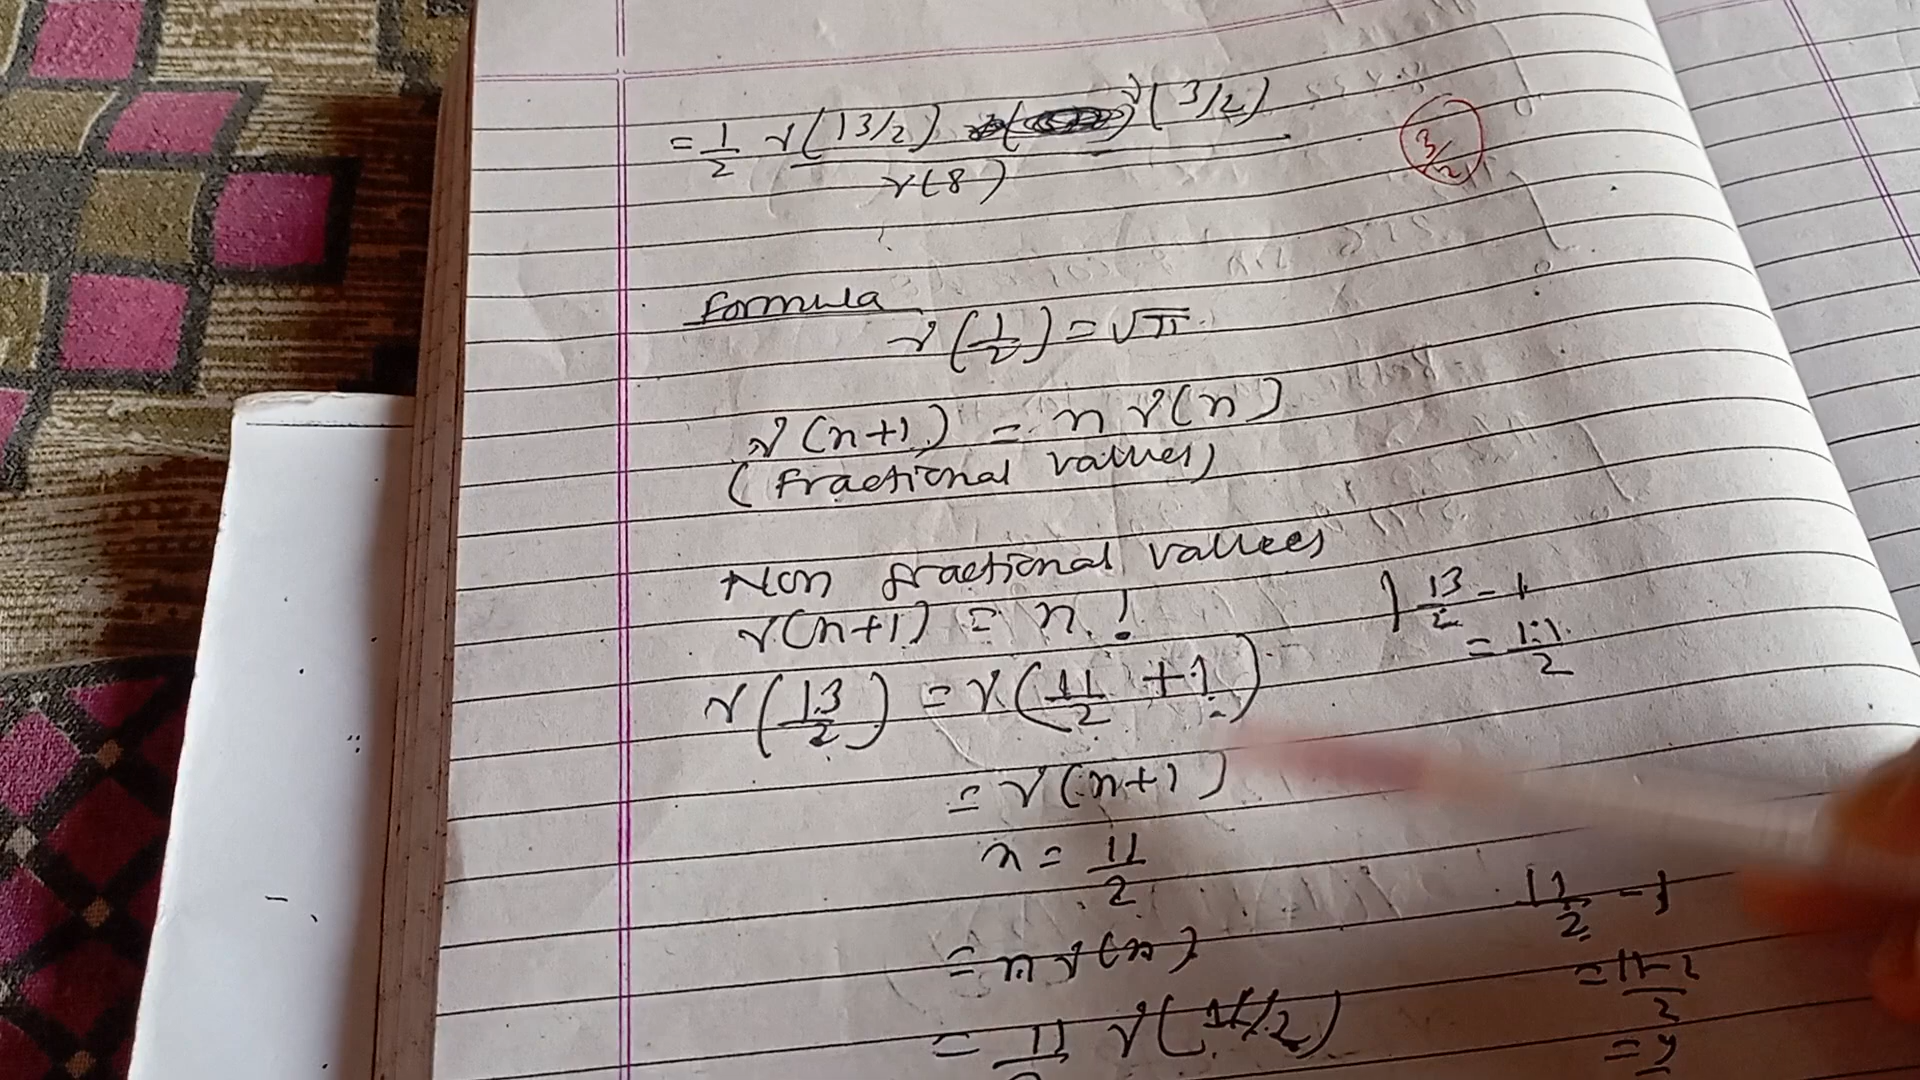 = 1/2 γ(13/2) γ(3/2) / γ(8)
3/2
Formula
γ(1/2) = √π
γ(n+1) = n γ(n)
(Fractional values)
Non fractional values
γ(n+1) = n!
γ(13/2) = γ(11/2 + 1)
13/2 - 1
= 11/2
= γ(n+1)
n = 11/2
= n γ(n)
11/2 - 1
= 11-2/2
= 11 γ(11/2)
= 9